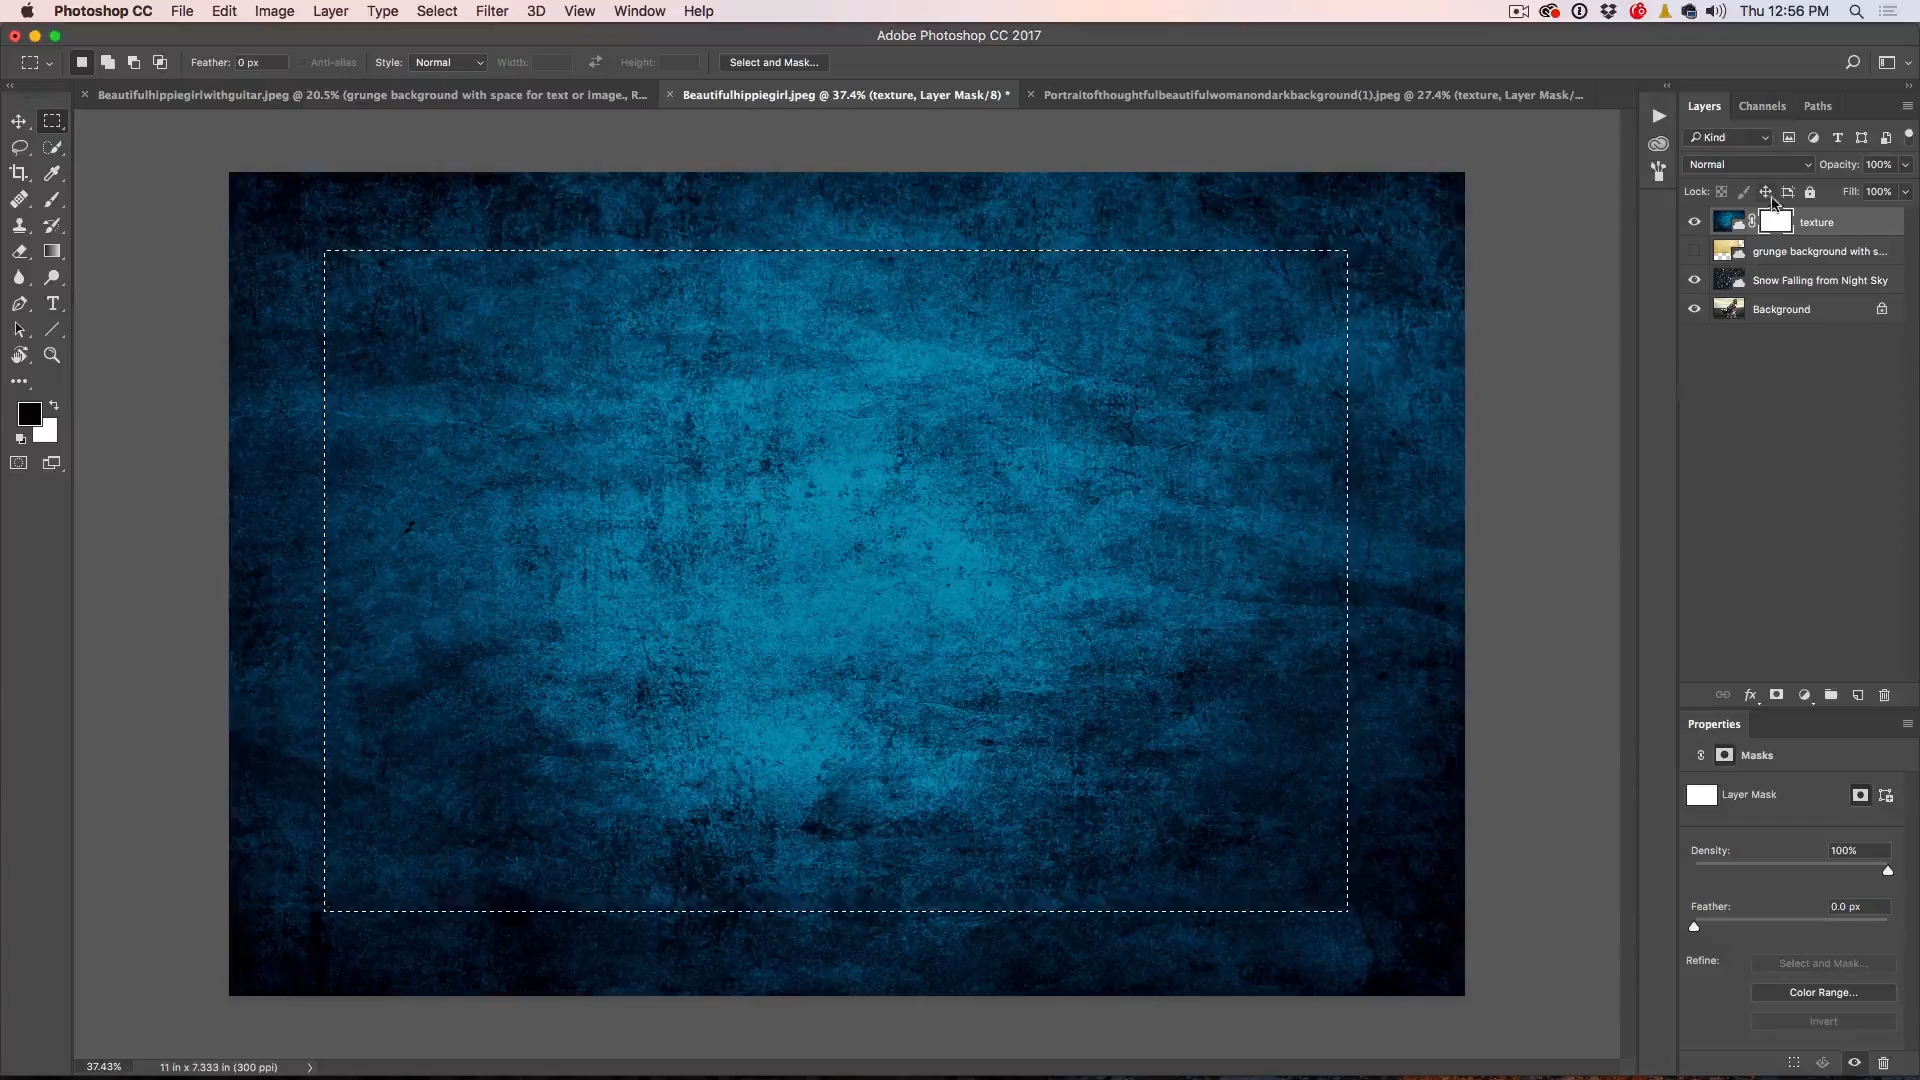 Photoshop CC File Edit Image Layer Type Select Filter 3D View Window Help Thu 12:56 PM
Adobe Photoshop CC 2017
Feather: 0 px Anti-alias Style: Normal Width: Height: Select and Mask...
Beautifulhippiegirlwithguitar.jpeg @ 20.5% (grunge background with space for text or image., R... Beautifulhippiegirl.jpeg @ 37.4% (texture, Layer Mask/8) * Portraitofthoughtfulbeautifulwomanondarkbackground(1).jpeg @ 27.4% (texture, Layer Mask/...
Layers Channels Paths
Kind
Normal Opacity: 100%
Lock: Fill: 100%
texture
grunge background with s...
Snow Falling from Night Sky
Background
Properties
Masks
Layer Mask
Density: 100%
Feather: 0.0 px
Refine: Select and Mask...
Color Range...
Invert
37.43% 11 in x 7.333 in (300 ppi)